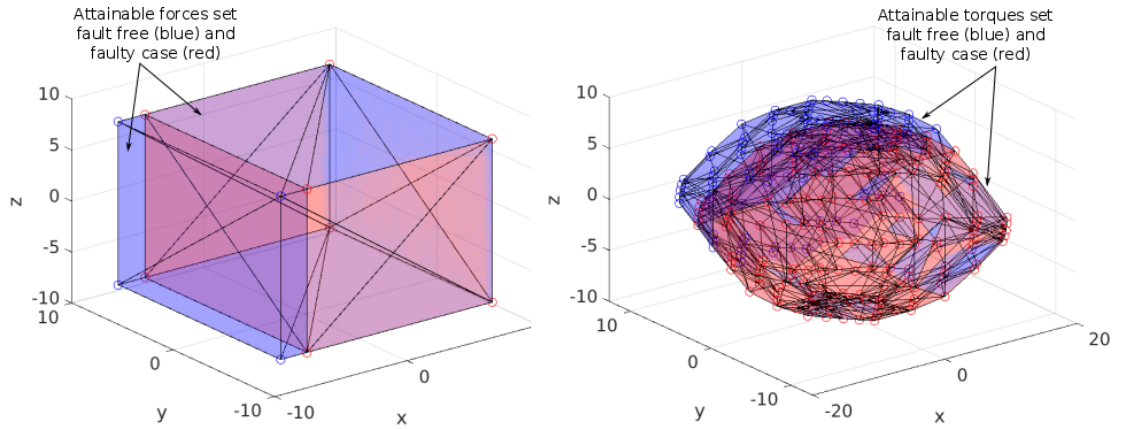 Attainable forces set
fault free (blue) and
faulty case (red)
10
5
0
-5
-10
z
10
0
-10
y
-10
0
x
Attainable torques set
fault free (blue) and
faulty case (red)
10
5
0
-5
-10
z
10
0
-10
y
-20
0
20
x